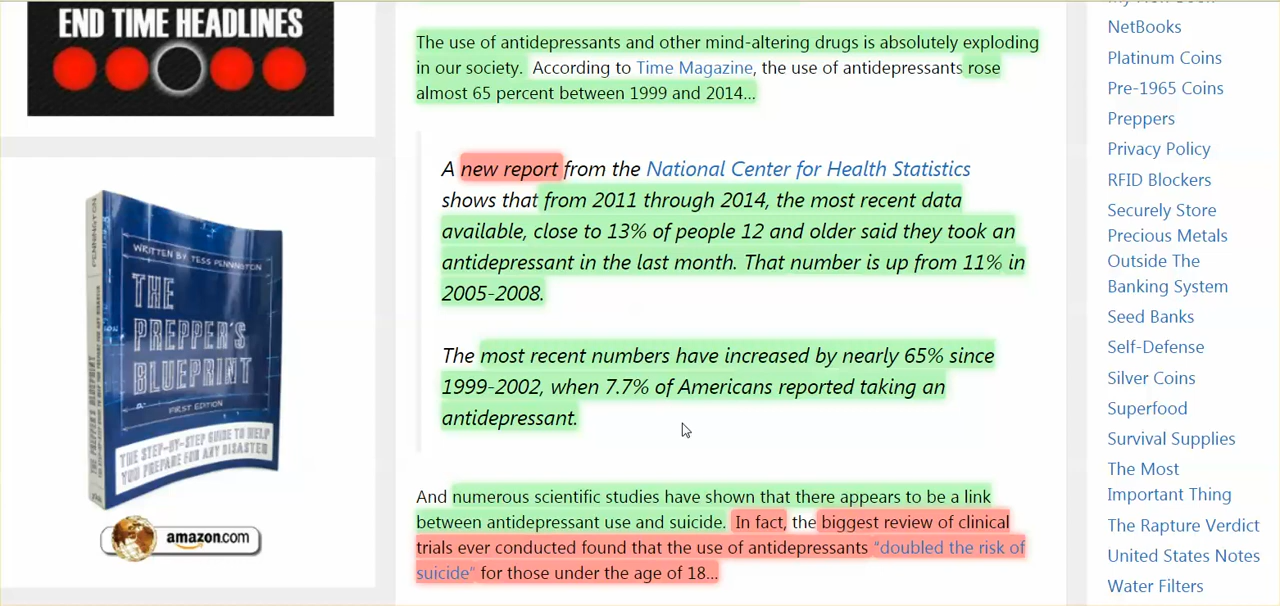 END TIME HEADLINES
WRITTEN BY TESS PENNINGTON
THE
PREPPER'S
BLUEPRINT
FIRST EDITION
THE STEP-BY-STEP GUIDE TO HELP
YOU PREPARE FOR ANY DISASTER
amazon.com
The use of antidepressants and other mind-altering drugs is absolutely exploding
in our society. According to Time Magazine, the use of antidepressants rose
almost 65 percent between 1999 and 2014...
A new report from the National Center for Health Statistics
shows that from 2011 through 2014, the most recent data
available, close to 13% of people 12 and older said they took an
antidepressant in the last month. That number is up from 11% in
2005-2008.
The most recent numbers have increased by nearly 65% since
1999-2002, when 7.7% of Americans reported taking an
antidepressant.
And numerous scientific studies have shown that there appears to be a link
between antidepressant use and suicide. In fact, the biggest review of clinical
trials ever conducted found that the use of antidepressants "doubled the risk of
suicide" for those under the age of 18...
NetBooks
Platinum Coins
Pre-1965 Coins
Preppers
Privacy Policy
RFID Blockers
Securely Store
Precious Metals
Outside The
Banking System
Seed Banks
Self-Defense
Silver Coins
Superfood
Survival Supplies
The Most
Important Thing
The Rapture Verdict
United States Notes
Water Filters